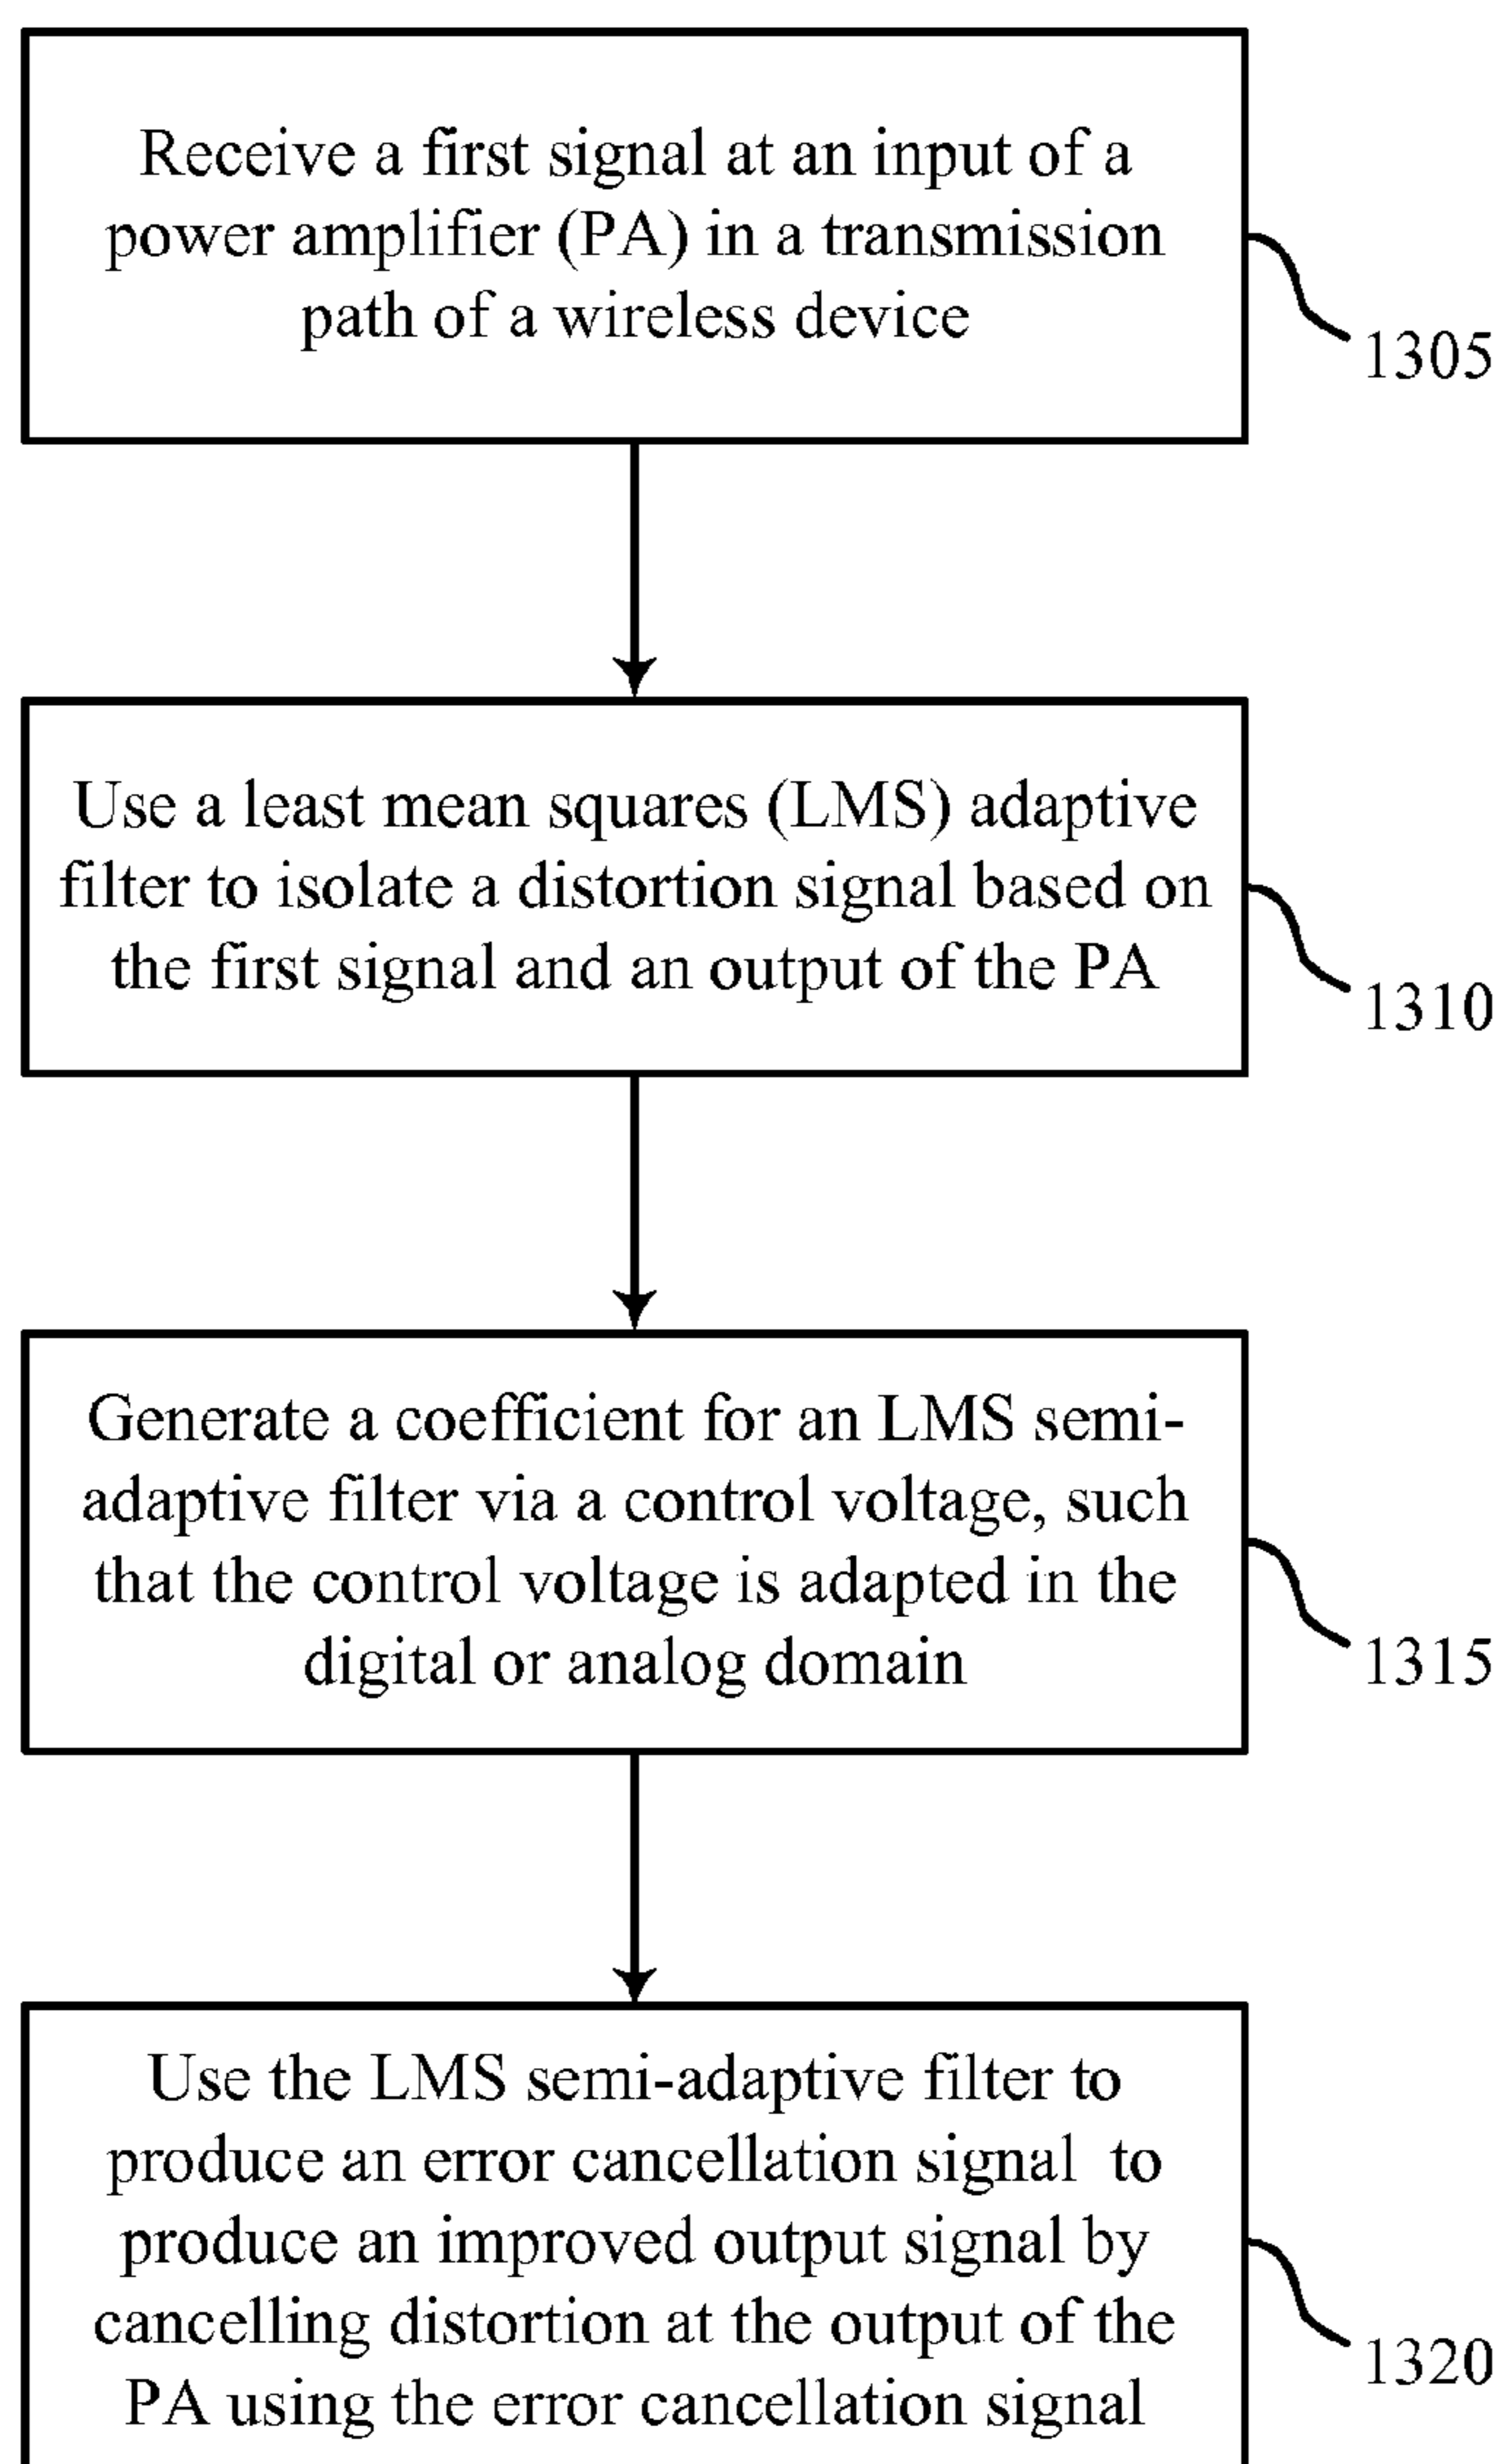 Receive a first signal at an input of a
power amplifier (PA) in a transmission
path of a wireless device
1305
Use a least mean squares (LMS) adaptive
filter to isolate a distortion signal based on
the first signal and an output of the PA
1310
Generate a coefficient for an LMS semi-
adaptive filter via a control voltage, such
that the control voltage is adapted in the
digital or analog domain
1315
Use the LMS semi-adaptive filter to
produce an error cancellation signal  to
produce an improved output signal by
cancelling distortion at the output of the
PA using the error cancellation signal
1320